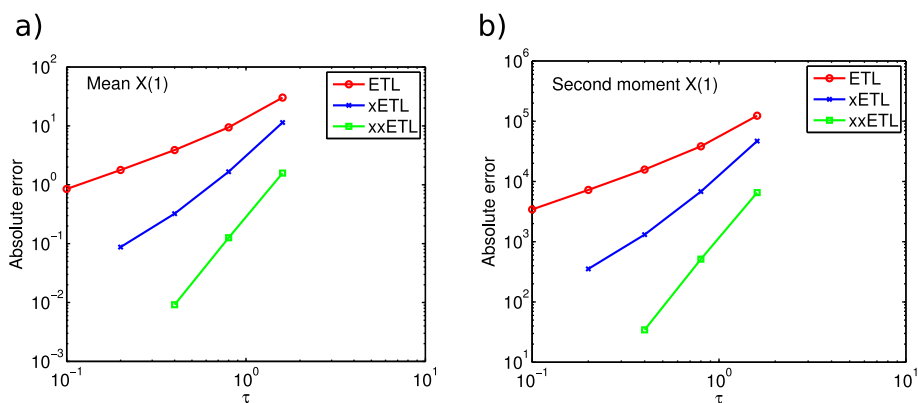 a)
Mean X(1)
ETL
xETL
xxETL
Absolute error
10^2
10^1
10^0
10^-1
10^-2
10^-3
10^-1
10^0
10^1
τ
b)
Second moment X(1)
ETL
xETL
xxETL
Absolute error
10^6
10^5
10^4
10^3
10^2
10^1
10^-1
10^0
10^1
τ